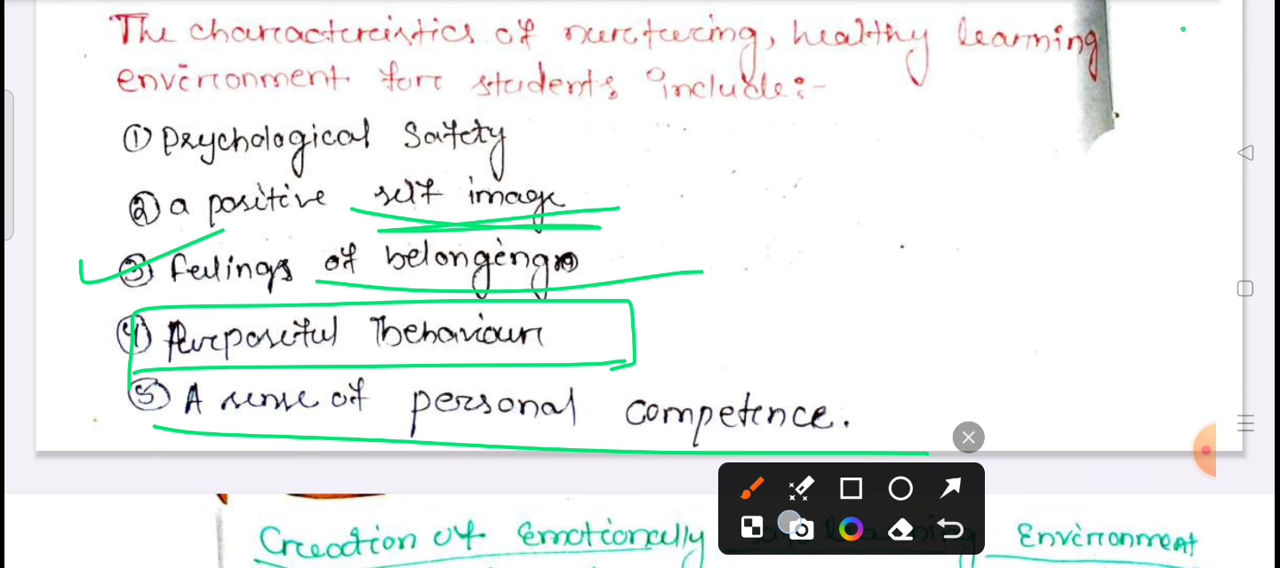 The characteristics of nurturing, healthy learning
environment for students include:-
① Psychological Safety
② a positive self image
③ Feelings of belonging
④ Purposeful Behaviour
⑤ A sense of personal competence.
Creation of Emotionally Environment